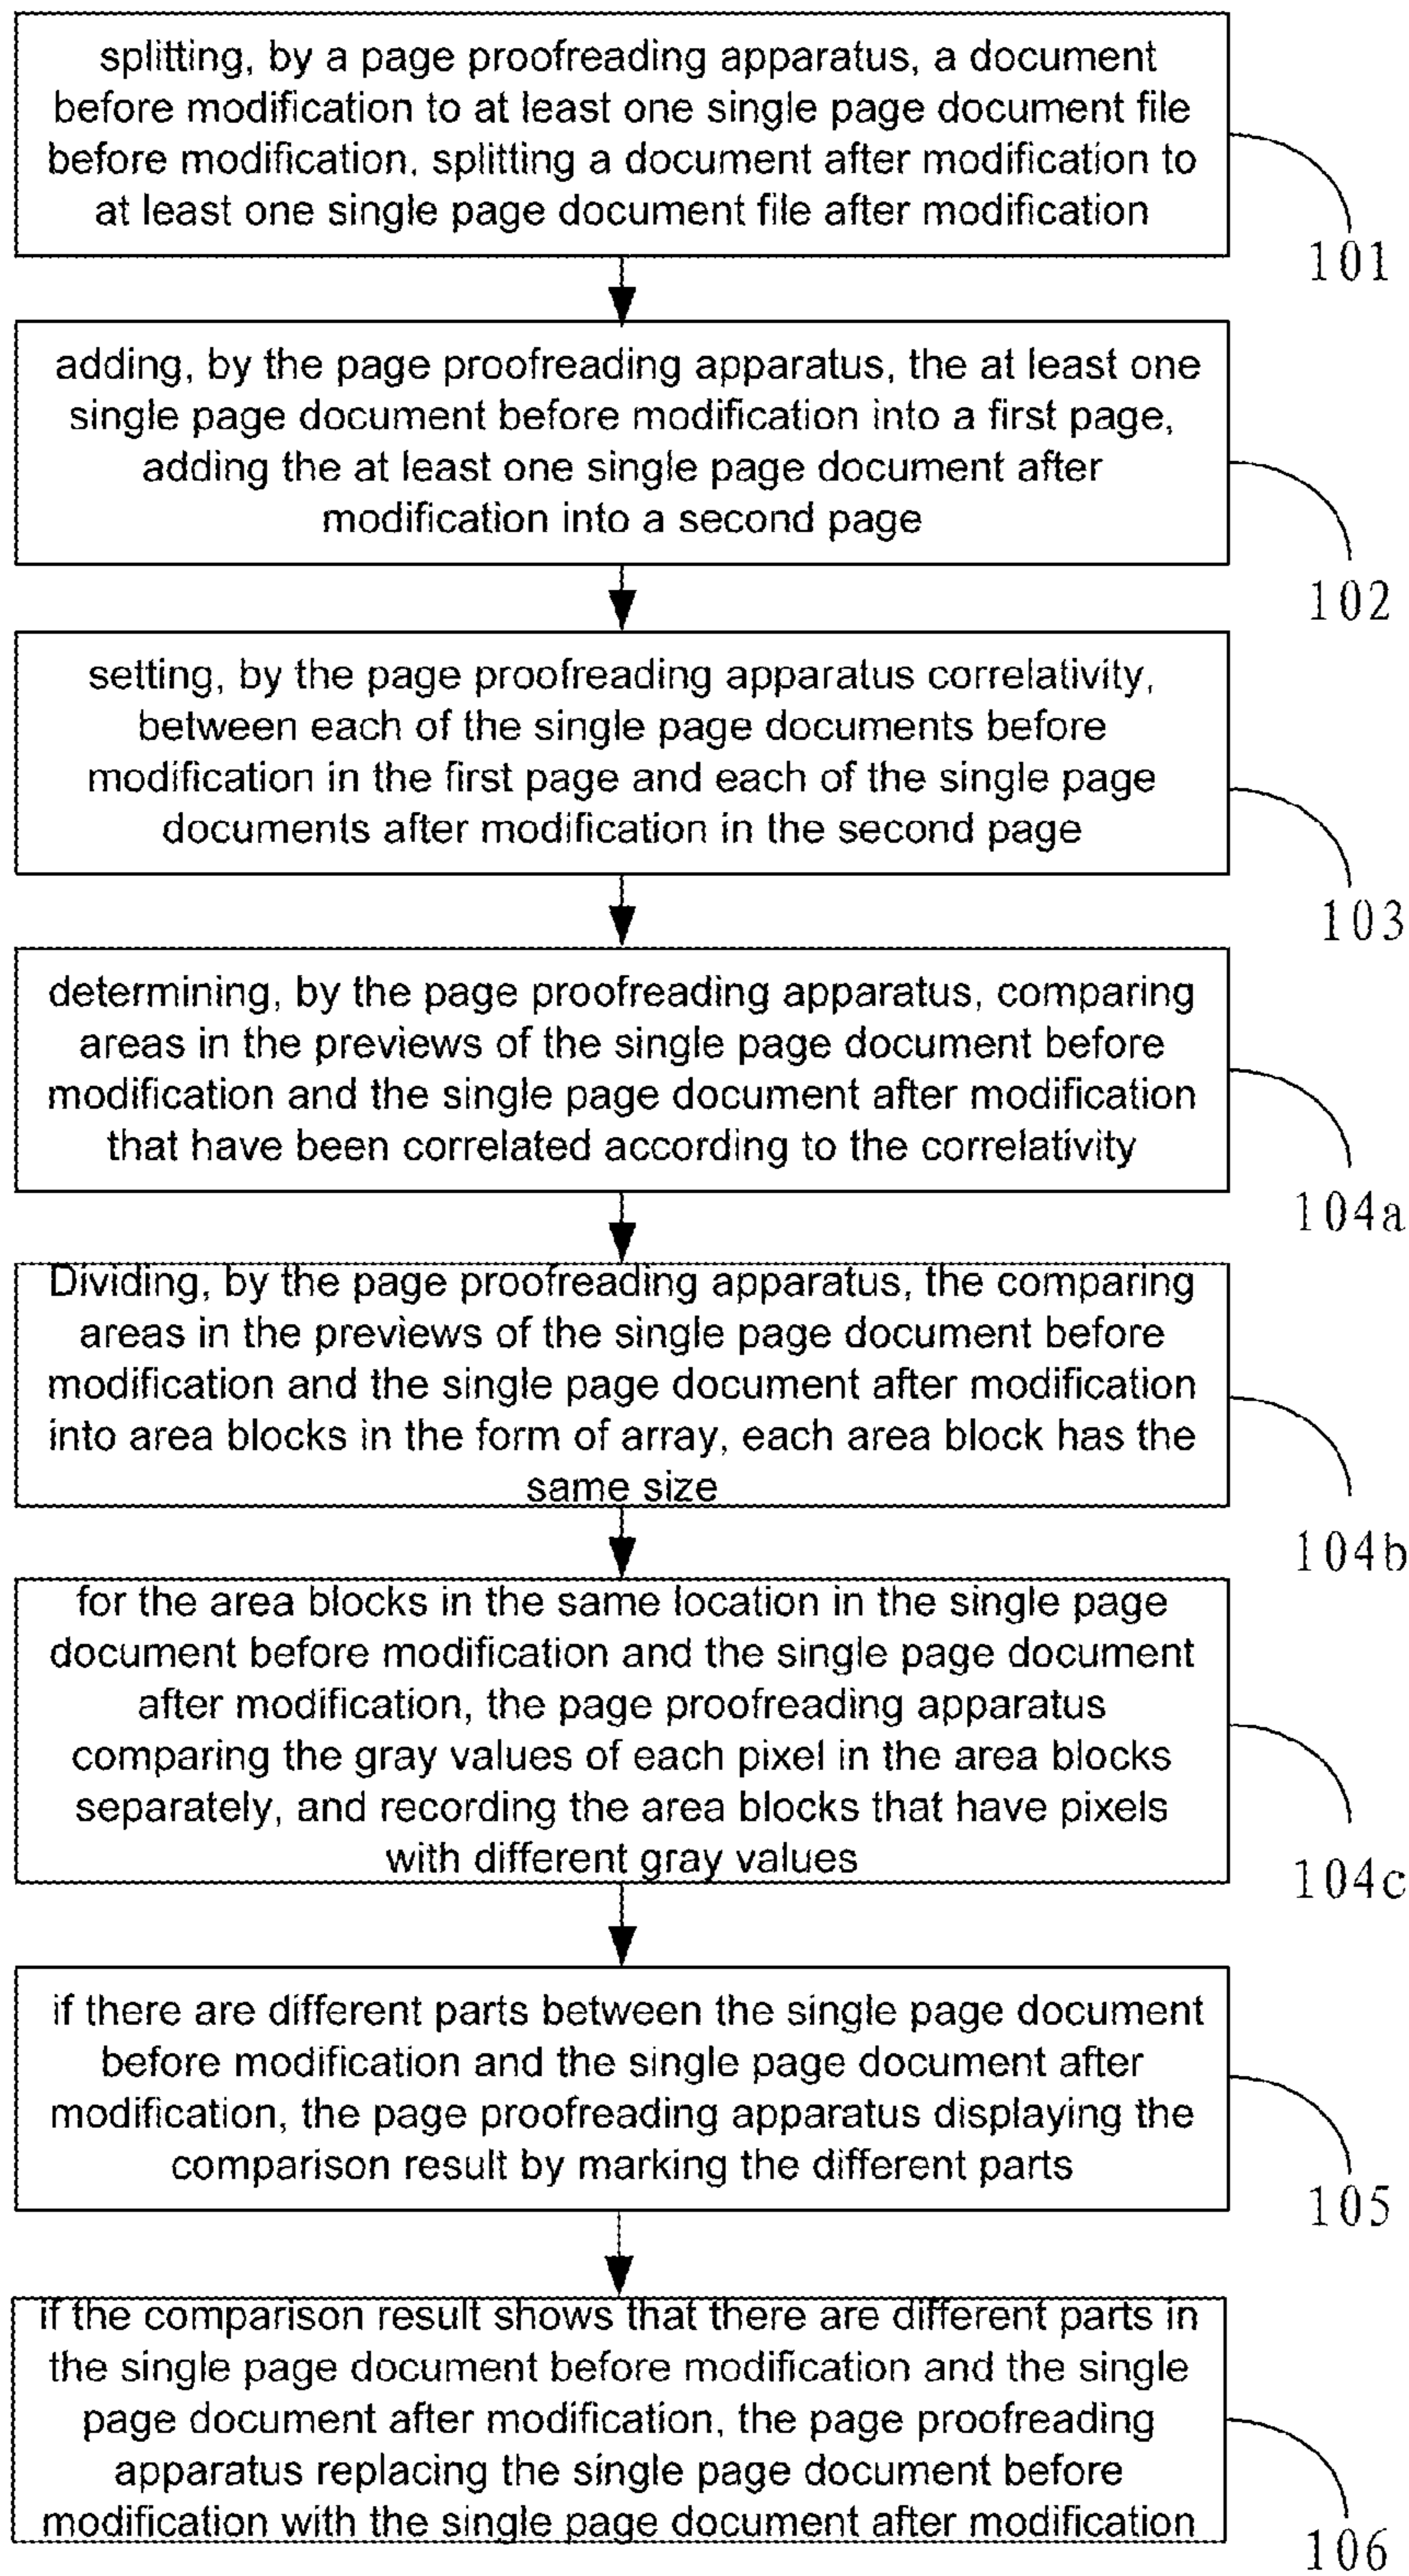 splitting, by a page proofreading apparatus, a document
before modification to at least one single page document file
before modification, splitting a document after modification to
at least one single page document file after modification
101
adding, by the page proofreading apparatus, the at least one
single page document before modification into a first page,
adding the at least one single page document after
modification into a second page
102
setting, by the page proofreading apparatus correlativity,
between each of the single page documents before
modification in the first page and each of the single page
documents after modification in the second page
103
determining, by the page proofreading apparatus, comparing
areas in the previews of the single page document before
modification and the single page document after modification
that have been correlated according to the correlativity
104a
Dividing, by the page proofreading apparatus, the comparing
areas in the previews of the single page document before
modification and the single page document after modification
into area blocks in the form of array, each area block has the
same size
104b
for the area blocks in the same location in the single page
document before modification and the single page document
after modification, the page proofreading apparatus
comparing the gray values of each pixel in the area blocks
separately, and recording the area blocks that have pixels
with different gray values
104c
if there are different parts between the single page document
before modification and the single page document after
modification, the page proofreading apparatus displaying the
comparison result by marking the different parts
105
if the comparison result shows that there are different parts in
the single page document before modification and the single
page document after modification, the page proofreading
apparatus replacing the single page document before
modification with the single page document after modification
106